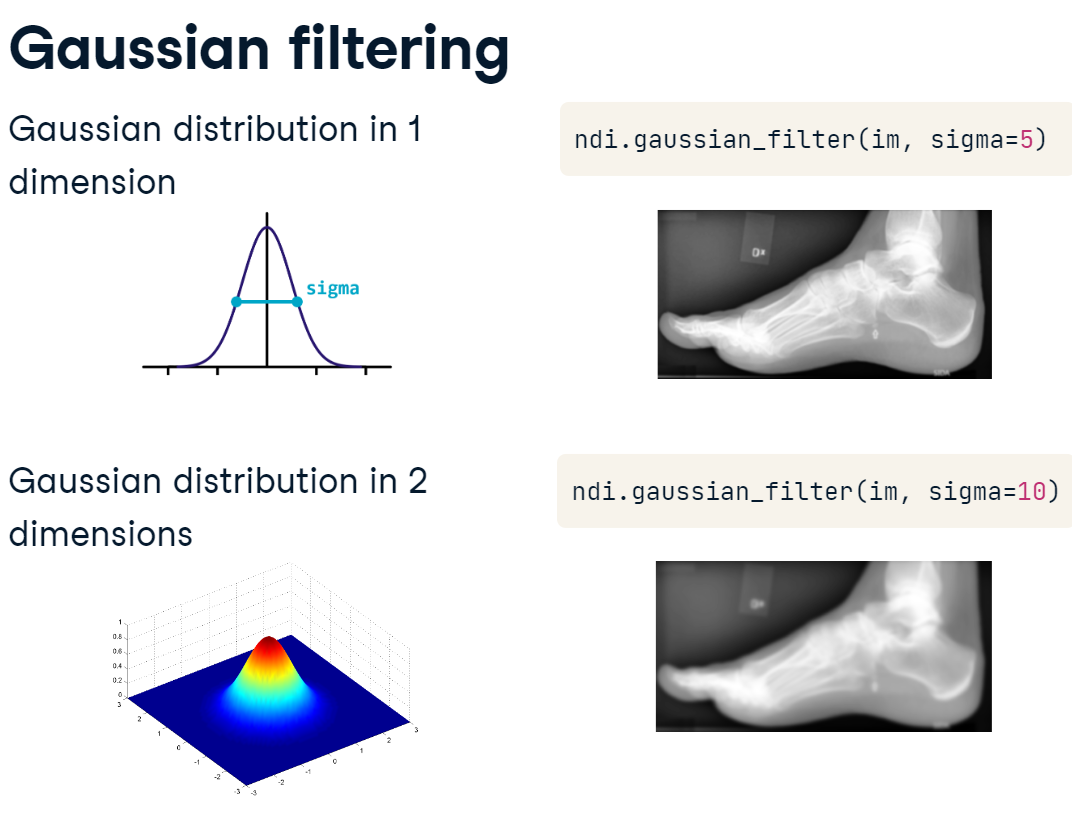 Gaussian filtering
Gaussian distribution in 1
dimension
sigma
ndi.gaussian_filter(im, sigma=5)
Gaussian distribution in 2
dimensions
1
0.8
0.6
0.4
0.2
0
3
2
1
0
-1
-2
-3
-3
-2
-1
0
1
2
3
ndi.gaussian_filter(im, sigma=10)